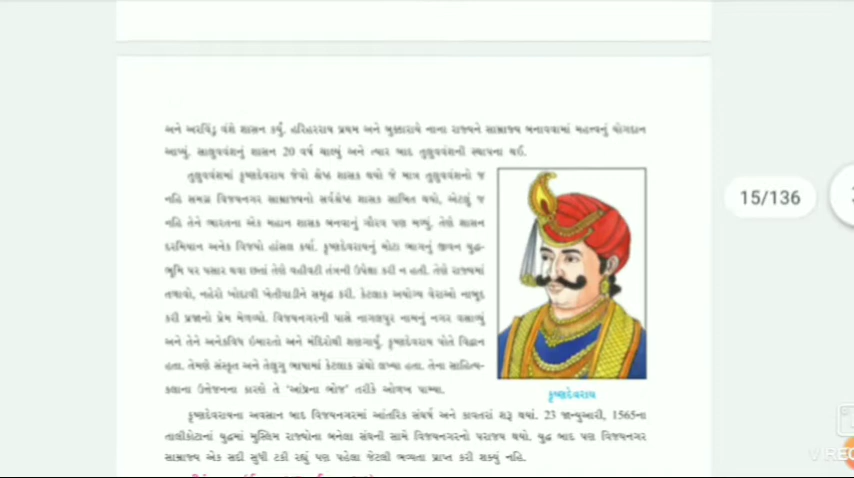 અને અરવિડુ વંશે શાસન કર્યું. હરિહરરાય પ્રથમ અને બુક્કારાયે નાના રાજ્યને સામ્રાજ્ય બનાવવામાં મહત્ત્વનું યોગદાન
આપ્યું. સાલુવવંશનું શાસન 20 વર્ષ ચાલ્યું અને ત્યાર બાદ તુલુવવંશની સ્થાપના થઈ.
તુલુવવંશમાં કૃષ્ણદેવરાય જેવો શ્રેષ્ઠ શાસક થયો જે માત્ર તુલુવવંશનો જ
નહિ સમગ્ર વિજયનગર સામ્રાજ્યનો સર્વશ્રેષ્ઠ શાસક સાબિત થયો, એટલું જ
નહિ તેને ભારતના એક મહાન શાસક બનવાનું ગૌરવ પણ મળ્યું. તેણે શાસન
દરમિયાન અનેક વિજયો હાંસલ કર્યા. કૃષ્ણદેવરાયનું મોટા ભાગનું જીવન યુદ્ધ-
ભૂમિ પર પસાર થવા છતાં તેણે વહીવટી તંત્રની ઉપેક્ષા કરી ન હતી. તેણે રાજ્યમાં
તળાવો, નહેરો ખોદાવી ખેતીવાડીને સમૃદ્ધ કરી. કેટલાક અયોગ્ય વેરાઓ નાબૂદ
કરી પ્રજાનો પ્રેમ મેળવ્યો. વિજયનગરની પાસે નાગલપુર નામનું નગર વસાવ્યું
અને તેને અનેકવિધ ઇમારતો અને મંદિરોથી શણગાર્યું. કૃષ્ણદેવરાય પોતે વિદ્વાન
હતા. તેમણે સંસ્કૃત અને તેલુગુ ભાષામાં કેટલાક ગ્રંથો લખ્યા હતા. તેના સાહિત્ય-
કલાના ઉત્તેજનના કારણે તે 'આંધ્રના ભોજ' તરીકે ઓળખ પામ્યા.
કૃષ્ણદેવરાય
કૃષ્ણદેવરાયના અવસાન બાદ વિજયનગરમાં આંતરિક સંઘર્ષ અને કાવતરાં શરૂ થયાં. 23 જાન્યુઆરી, 1565ના
તાલીકોટાનાં યુદ્ધમાં મુસ્લિમ રાજ્યોના બનેલા સંઘની સામે વિજયનગરનો પરાજય થયો. યુદ્ધ બાદ પણ વિજયનગર
સામ્રાજ્ય એક સદી સુધી ટકી રહ્યું પણ પહેલા જેટલી ભવ્યતા પ્રાપ્ત કરી શક્યું નહિ.
15/136
V REC